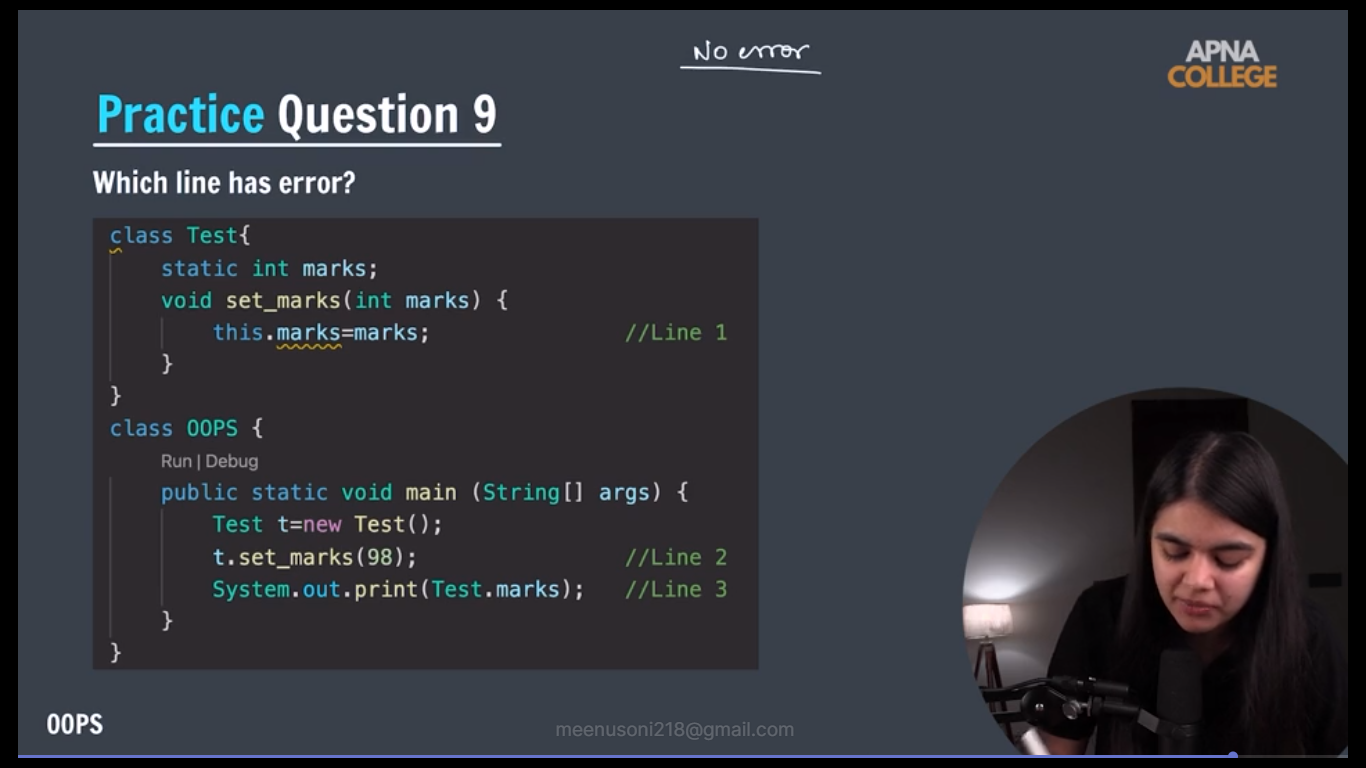 No error
APNA
COLLEGE
Practice Question 9
Which line has error?
class Test{
static int marks;
void set_marks(int marks) {
this.marks=marks; //Line 1
}
}
class OOPS {
Run | Debug
public static void main (String[] args) {
Test t=new Test();
t.set_marks(98); //Line 2
System.out.print(Test.marks); //Line 3
}
}
OOPS
meenusoni218@gmail.com